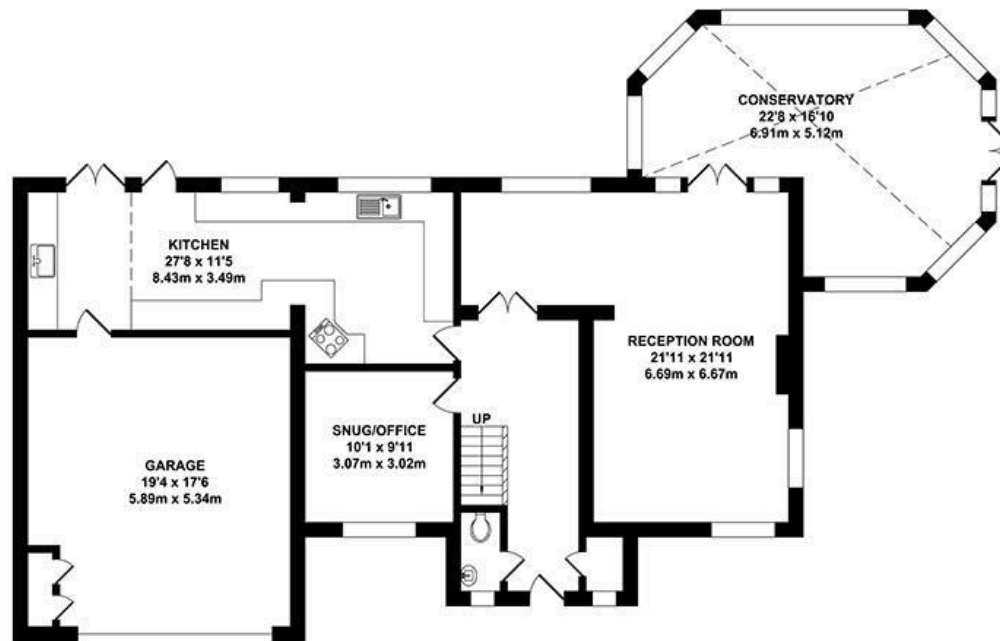 CONSERVATORY
22'8 x 16'10
6.91m x 5.12m
KITCHEN
27'8 x 11'5
8.43m x 3.49m
RECEPTION ROOM
21'11 x 21'11
6.69m x 6.67m
UP
SNUG/OFFICE
10'1 x 9'11
3.07m x 3.02m
GARAGE
19'4 x 17'6
5.89m x 5.34m